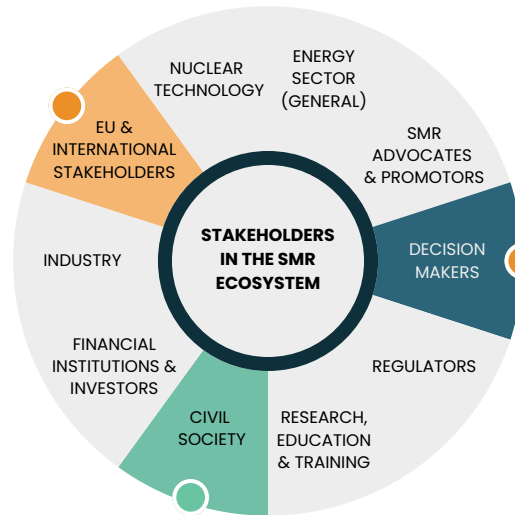 NUCLEAR
TECHNOLOGY
ENERGY
SECTOR
(GENERAL)
SMR
ADVOCATES
& PROMOTORS
DECISION
MAKERS
REGULATORS
RESEARCH,
EDUCATION
& TRAINING
CIVIL
SOCIETY
FINANCIAL
INSTITUTIONS &
INVESTORS
INDUSTRY
EU &
INTERNATIONAL
STAKEHOLDERS
STAKEHOLDERS
IN THE SMR
ECOSYSTEM